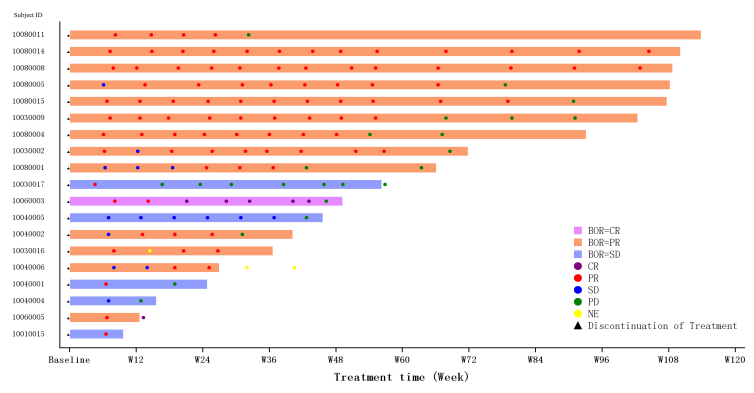 Subject ID
10080011
10080014
10080008
10080005
10080015
10030009
10080004
10030002
10080001
10030017
10060003
10040005
10040002
10030016
10040006
10040001
10040004
10060005
10010015
BOR=CR
BOR=PR
BOR=SD
CR
PR
SD
PD
NE
Discontinuation of Treatment
Baseline W12 W24 W36 W48 W60 W72 W84 W96 W108 W120
Treatment time (Week)